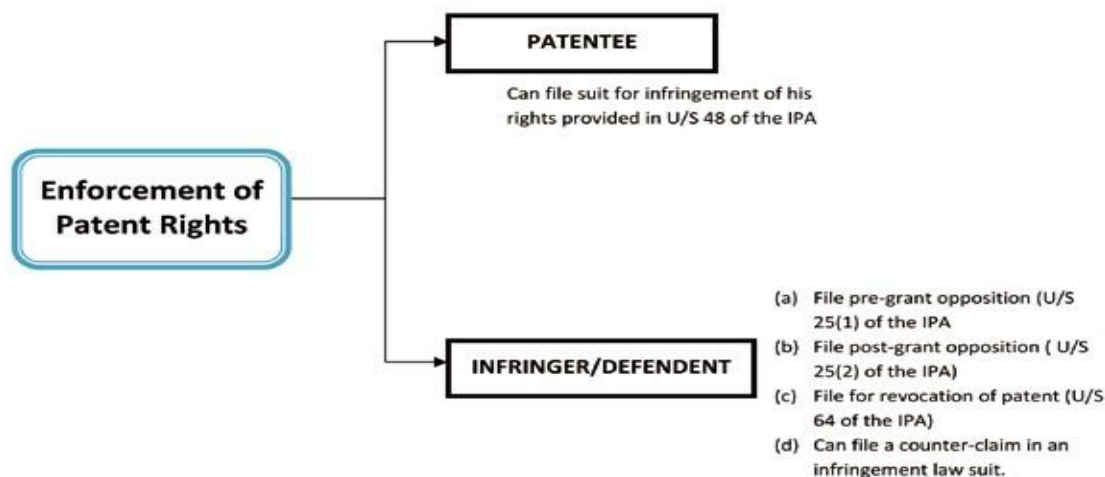 PATENTEE
Can file suit for infringement of his
rights provided in U/S 48 of the IPA
Enforcement of
Patent Rights
INFRINGER/DEFENDENT
(a) File pre-grant opposition (U/S
25(1) of the IPA
(b) File post-grant opposition ( U/S
25(2) of the IPA)
(c) File for revocation of patent (U/S
64 of the IPA)
(d) Can file a counter-claim in an
infringement law suit.